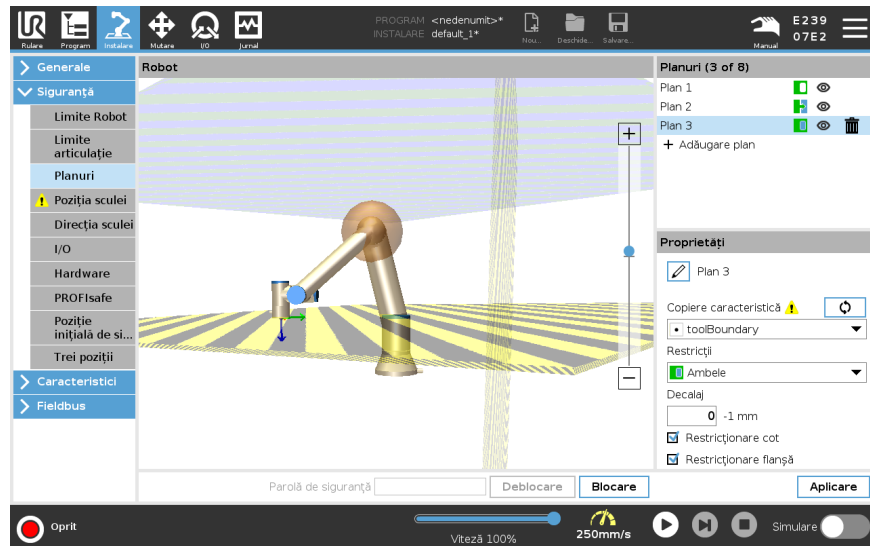 PROGRAM <nedenumit>*
INSTALARE default_1*
Rulare Program Instalare Mutare I/O Jurnal
Nou... Deschide... Salvare...
Manual
E239
07E2
Generale
Siguranță
Limite Robot
Limite
articulație
Planuri
Poziția sculei
Direcția sculei
I/O
Hardware
PROFIsafe
Poziție
inițială de si...
Trei poziții
Caracteristici
Fieldbus
Robot
Planuri (3 of 8)
Plan 1
Plan 2
Plan 3
+ Adăugare plan
Proprietăți
Plan 3
Copiere caracteristică
toolBoundary
Restricții
Ambele
Decalaj
0 -1 mm
Restricționare cot
Restricționare flanșă
Parolă de siguranță Deblocare Blocare Aplicare
Oprit
Viteză 100%
250mm/s
Simulare